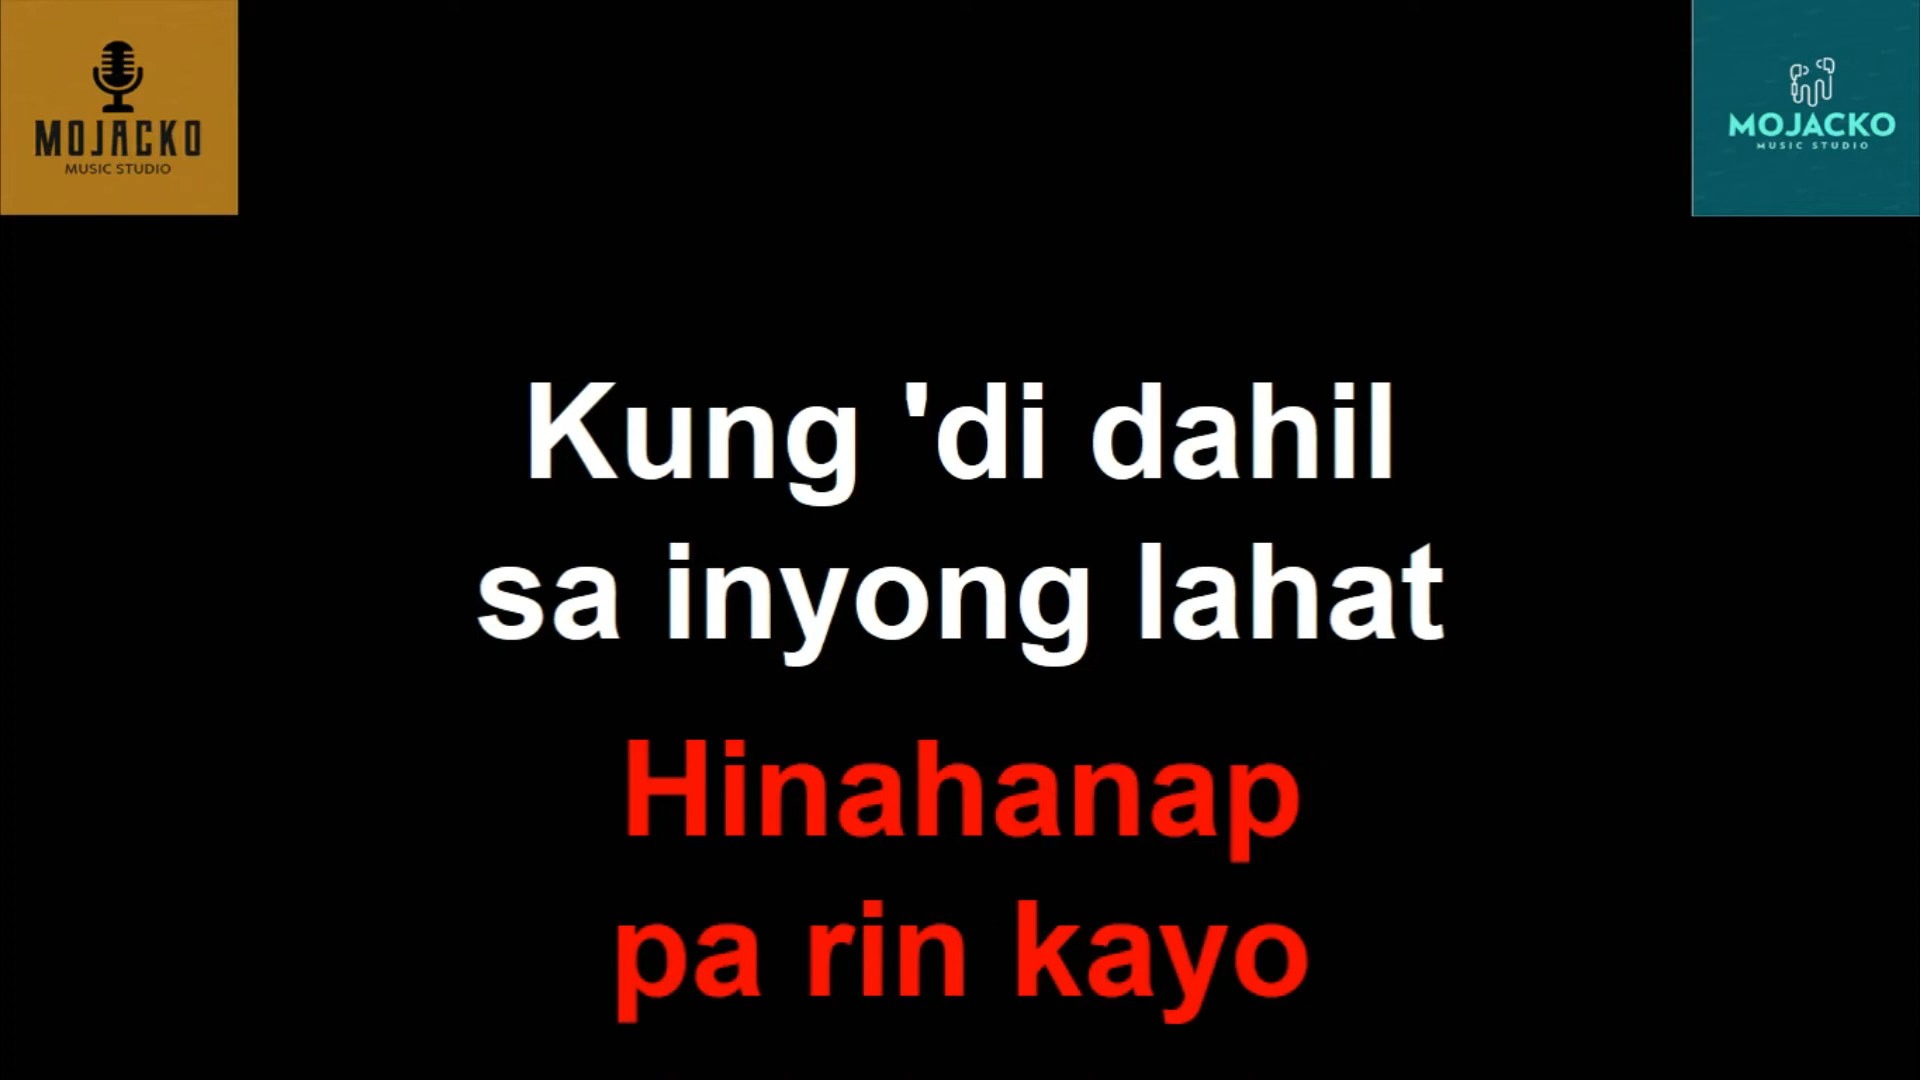 MOJACKO
MUSIC STUDIO
MOJACKO
MUSIC STUDIO
Kung 'di dahil
sa inyong lahat
Hinahanap
pa rin kayo